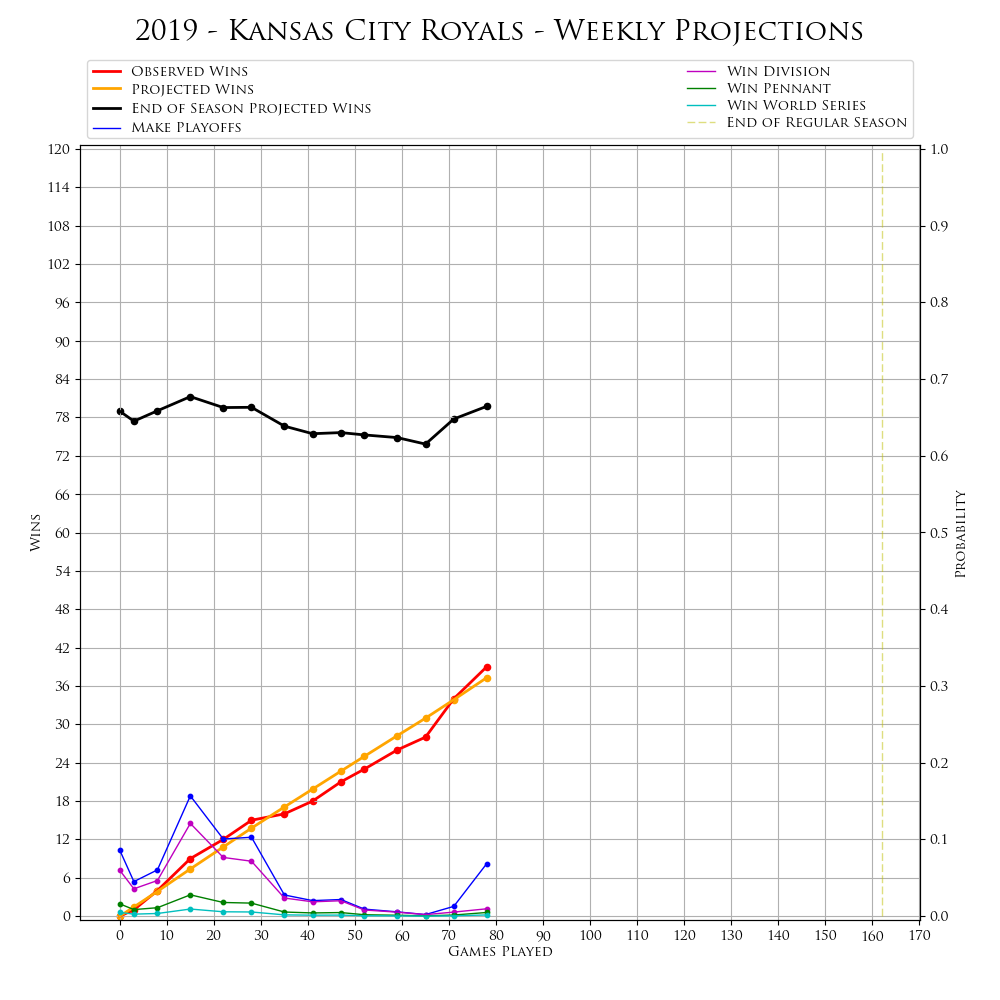 2019 - Kansas City Royals - Weekly Projections
Observed Wins
Projected Wins
End of Season Projected Wins
Make Playoffs
Win Division
Win Pennant
Win World Series
End of Regular Season
120
114
108
102
96
90
84
78
72
66
60
54
48
42
36
30
24
18
12
6
0
Wins
1.0
0.9
0.8
0.7
0.6
0.5
0.4
0.3
0.2
0.1
0.0
Probability
0 10 20 30 40 50 60 70 80 90 100 110 120 130 140 150 160 170
Games Played